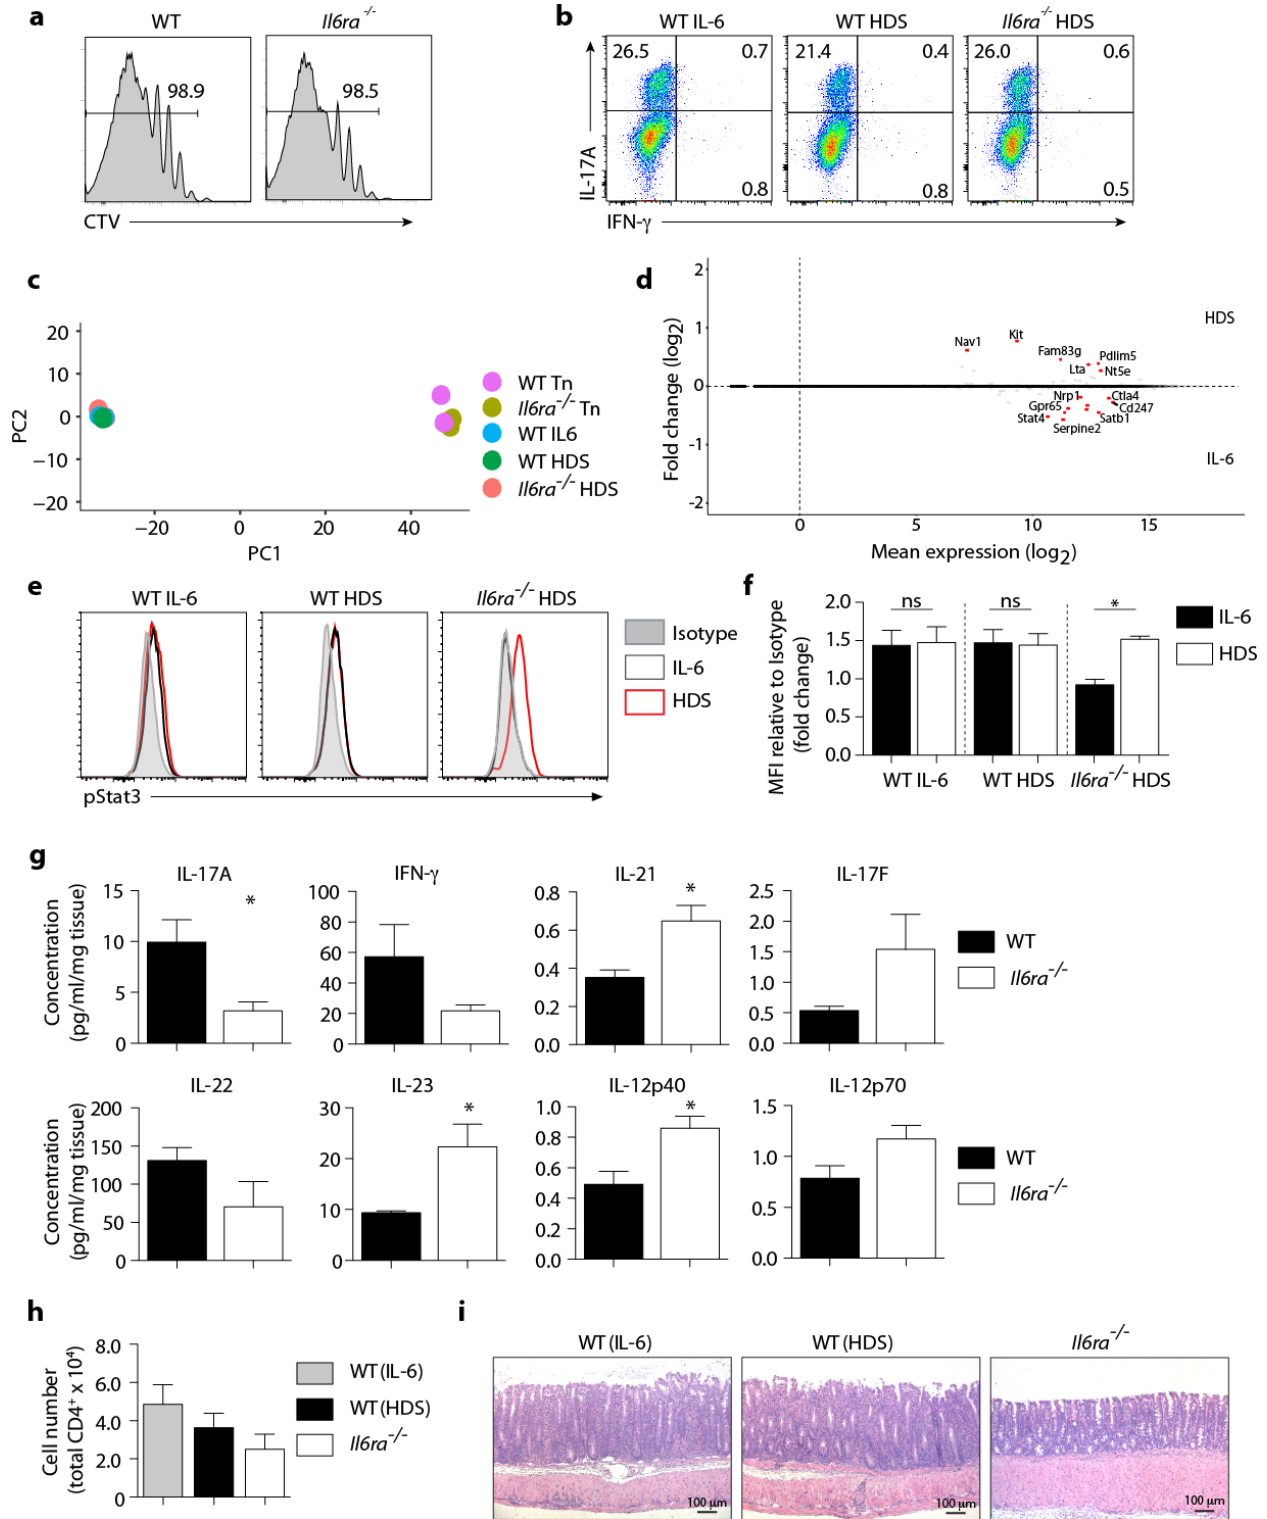 a
WT
Il6ra-/-
98.9
98.5
CTV
b
WT IL-6
WT HDS
Il6ra-/- HDS
26.5
0.7
21.4
0.4
26.0
0.6
0.8
0.8
0.5
IL-17A
IFN-γ
c
20
10
0
−10
−20
PC2
−20
0
20
40
PC1
WT Tn
Il6ra−/− Tn
WT IL6
WT HDS
Il6ra−/− HDS
d
2
1
0
-1
-2
Fold change (log2)
HDS
IL-6
Nav1
Kit
Fam83g
Pdlim5
Lta
Nt5e
Nrp1
Ctla4
Gpr65
Cd247
Stat4
Satb1
Serpine2
0
5
10
15
Mean expression (log2)
e
WT IL-6
WT HDS
Il6ra-/- HDS
Isotype
IL-6
HDS
pStat3
f
MFI relative to Isotype
(fold change)
2.0
1.5
1.0
0.5
0.0
ns
ns
*
IL-6
HDS
WT IL-6
WT HDS
Il6ra-/- HDS
g
IL-17A
IFN-γ
IL-21
IL-17F
Concentration
(pg/ml/mg tissue)
15
10
5
0
*
100
80
60
40
20
0
0.8
0.6
0.4
0.2
0.0
*
2.5
2.0
1.5
1.0
0.5
0.0
WT
Il6ra-/-
IL-22
IL-23
IL-12p40
IL-12p70
Concentration
(pg/ml/mg tissue)
200
150
100
50
0
30
20
10
0
*
1.0
0.8
0.6
0.4
0.2
0.0
*
1.5
1.0
0.5
0.0
WT
Il6ra-/-
h
Cell number
(total CD4+ x 10⁴)
8.0
6.0
4.0
2.0
0
WT (IL-6)
WT (HDS)
Il6ra-/-
i
WT (IL-6)
WT (HDS)
Il6ra-/-
100 μm
100 μm
100 μm